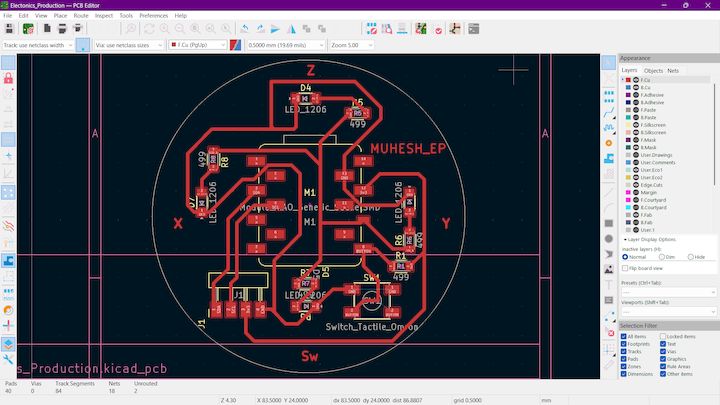 Electonics_Production — PCB Editor
File Edit View Place Route Inspect Tools Preferences Help
Track: use netclass width
Via: use netclass sizes
F.Cu (PgUp)
0.5000 mm (19.69 mils)
Zoom 5.00
Appearance
Layers Objects Nets
F.Cu
B.Cu
F.Adhesive
B.Adhesive
F.Paste
B.Paste
F.Silkscreen
B.Silkscreen
F.Mask
B.Mask
User.Drawings
User.Comments
User.Eco1
User.Eco2
Edge.Cuts
Margin
F.Courtyard
B.Courtyard
F.Fab
B.Fab
User.1
Layer Display Options
Inactive layers (H):
Normal Dim Hide
Flip board view
Presets (Ctrl+Tab):
---
Viewports (Shift+Tab):
---
Selection Filter
All items Locked items
Footprints Text
Tracks Vias
Pads Graphics
Zones Rule Areas
Dimensions Other items
Z
D4
LED_1206
R5
499
MUHESH_EP
A
A
499
R8
D7
LED_1206
M1
M1
X
Y
LED_1206
R6
499
R1
499
D5
R7
LED_1206
SW1
SW1
Switch_Tactile_Omron
J1
J1
Sw
s_Production.kicad_pcb
Pads
40
Vias
0
Track Segments
84
Nets
18
Unrouted
2
Z 4.30
X 83.5000 Y 24.0000
dx 83.5000 dy 24.0000 dist 86.8807
grid 0.5000
mm